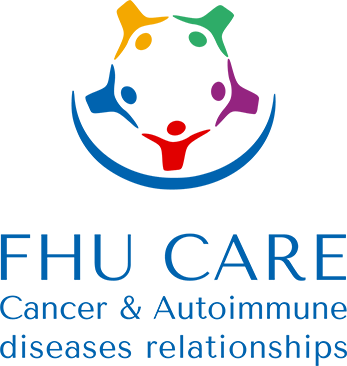 FHU CARE
Cancer & Autoimmune
diseases relationships